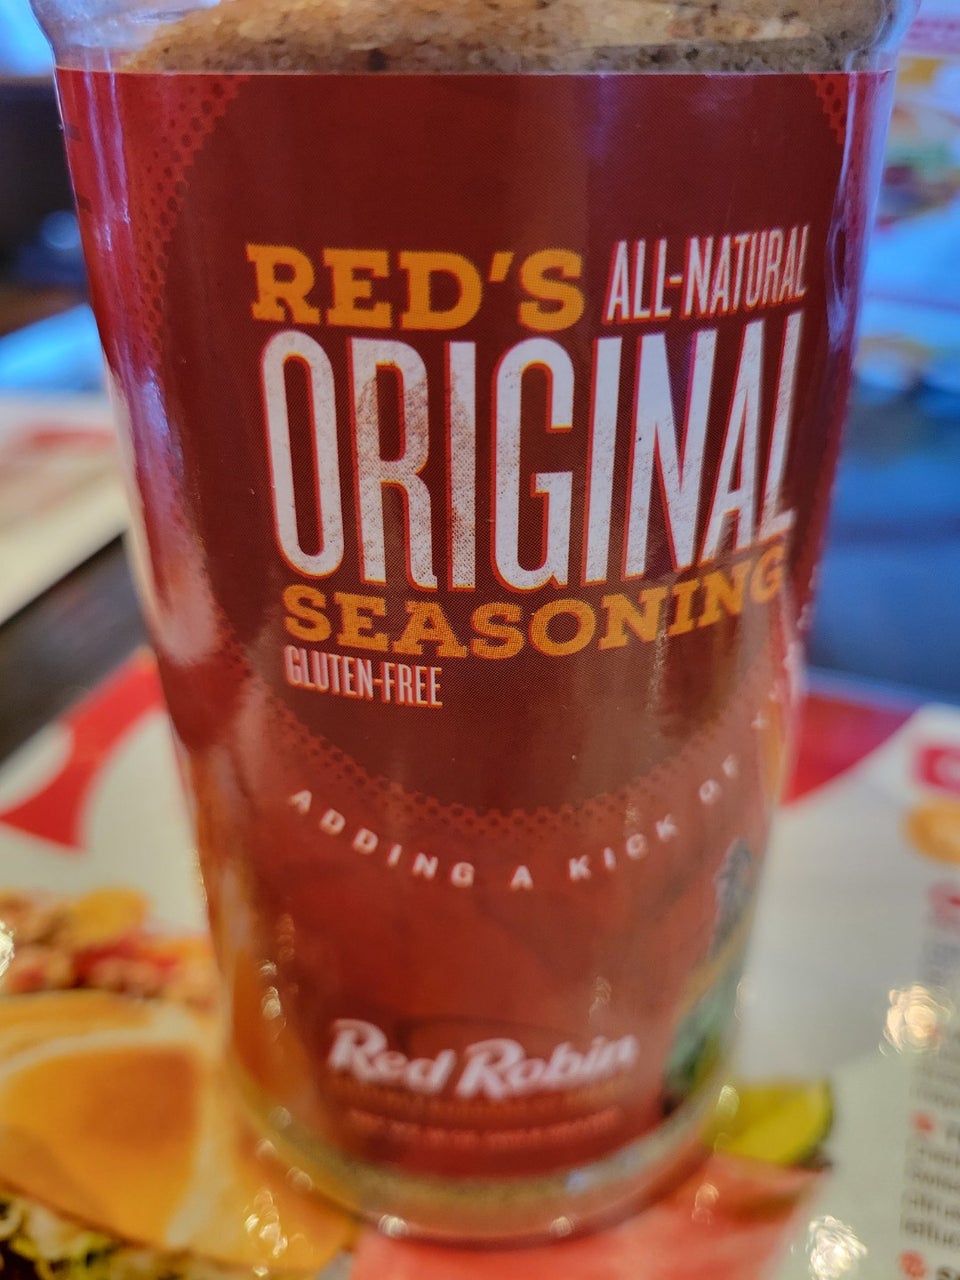 RED'S ALL-NATURAL
ORIGINAL
SEASONING
GLUTEN-FREE
ADDING A KICK OF
Red Robin